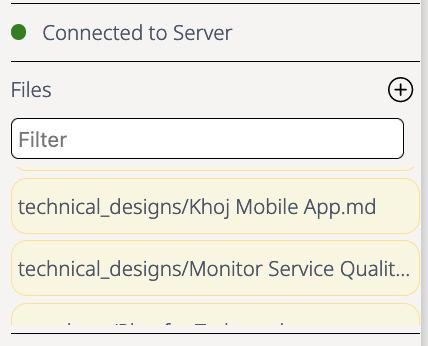 Connected to Server
Files
Filter
technical_designs/Khoj Mobile App.md
technical_designs/Monitor Service Qualit...